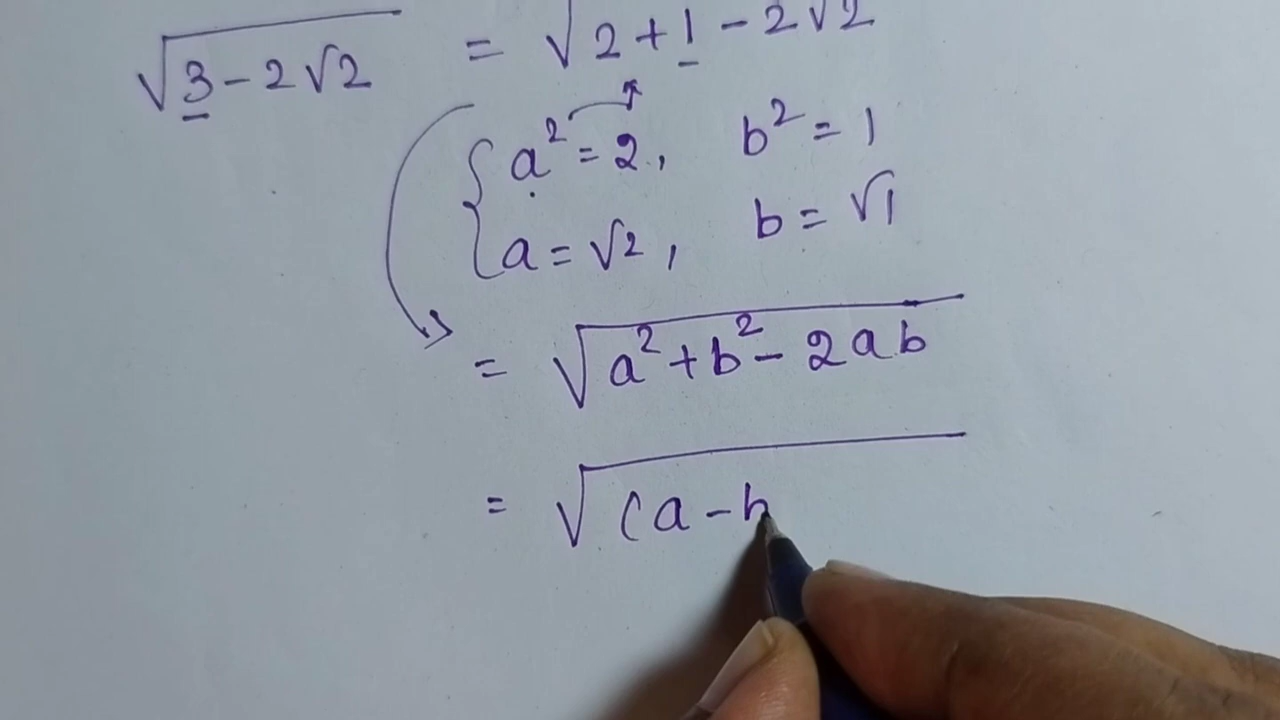 √3-2√2 = √2+1-2√2
a²=2, b²=1
a=√2, b=√1
= √a²+b²-2ab
= √(a-b